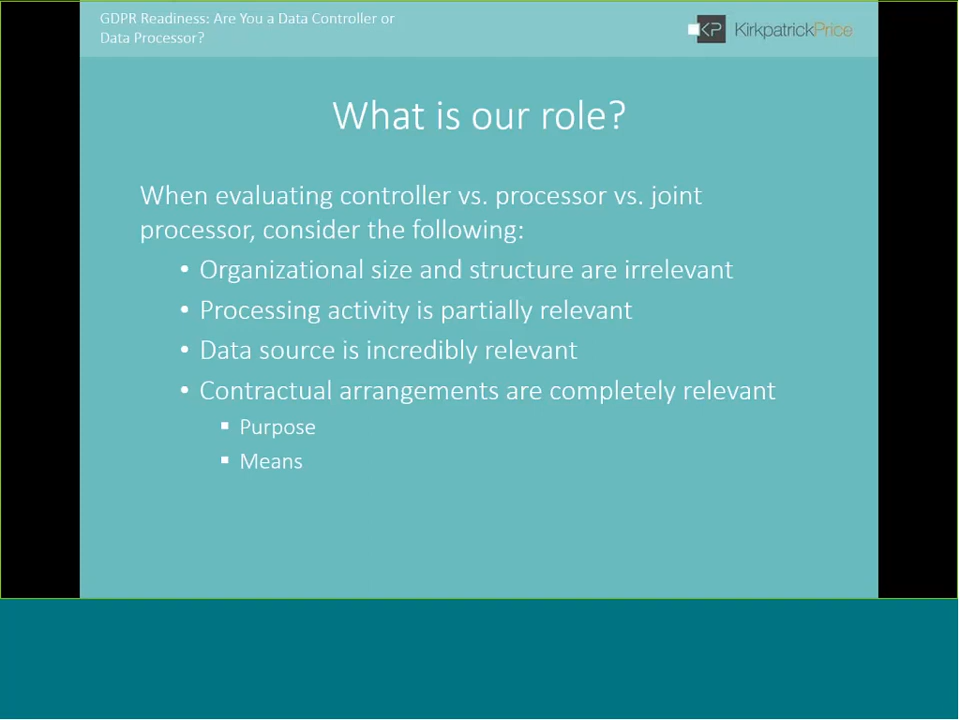 GDPR Readiness: Are You a Data Controller or
Data Processor?
KP KirkpatrickPrice
What is our role?
When evaluating controller vs. processor vs. joint
processor, consider the following:
• Organizational size and structure are irrelevant
• Processing activity is partially relevant
• Data source is incredibly relevant
• Contractual arrangements are completely relevant
▪ Purpose
▪ Means